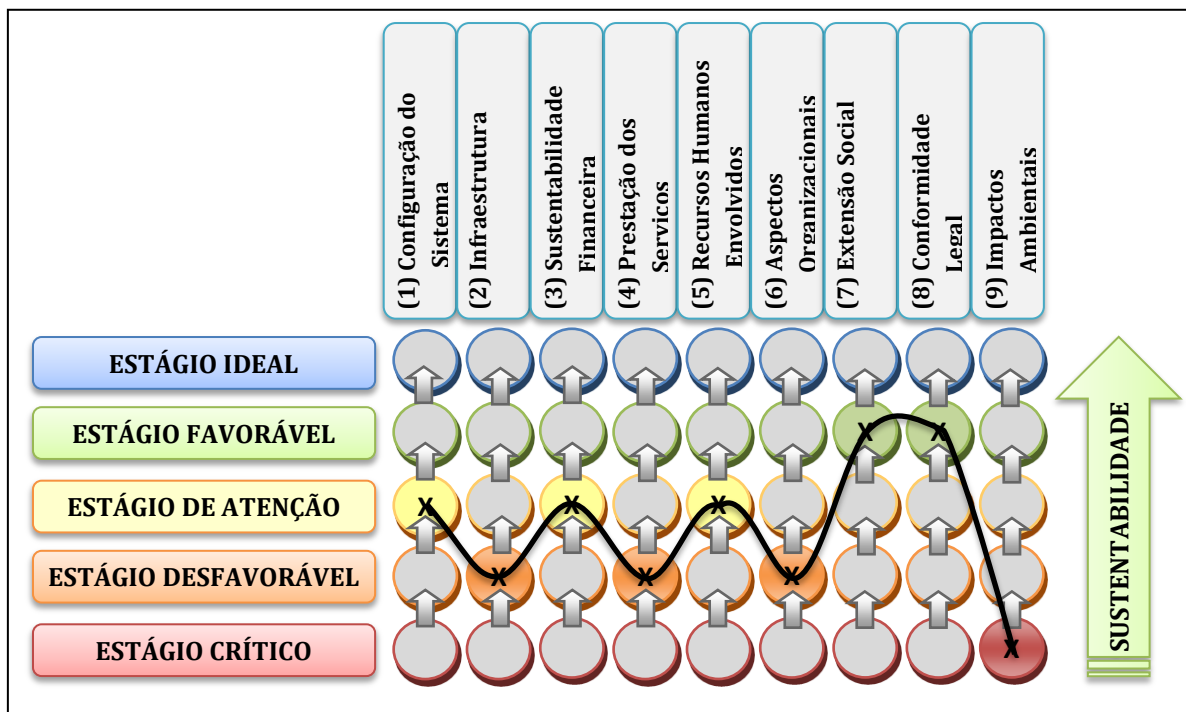 (1) Configuração do
Sistema
(2) Infraestrutura
(3) Sustentabilidade
Financeira
(4) Prestação dos
Serviços
(5) Recursos Humanos
Envolvidos
(6) Aspectos
Organizacionais
(7) Extensão Social
(8) Conformidade
Legal
(9) Impactos
Ambientais
ESTÁGIO IDEAL
ESTÁGIO FAVORÁVEL
X X
ESTÁGIO DE ATENÇÃO
X X X
ESTÁGIO DESFAVORÁVEL
X X X
ESTÁGIO CRÍTICO
X
SUSTENTABILIDADE